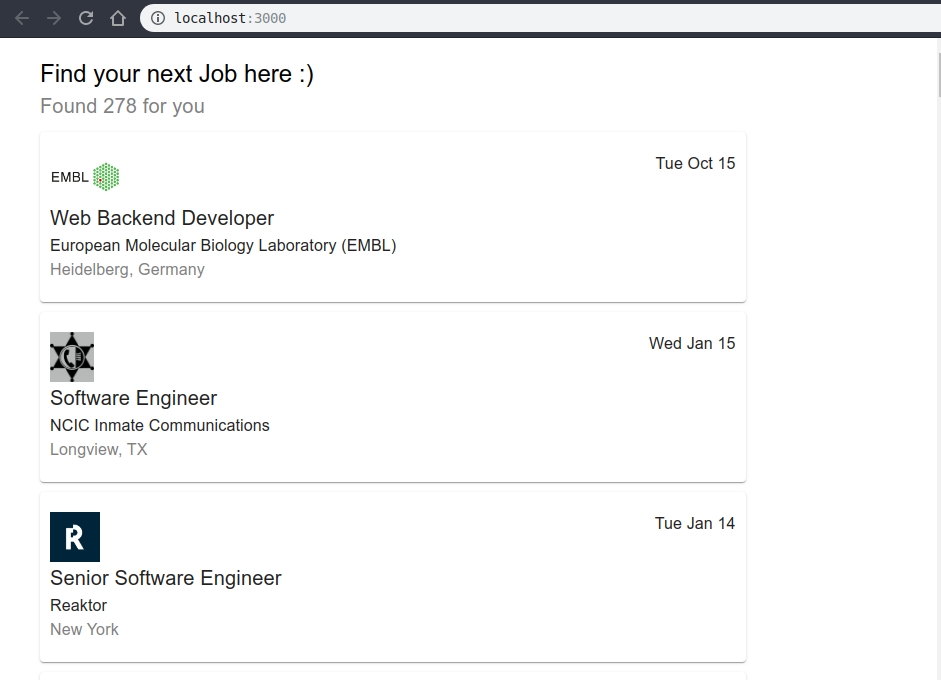 localhost:3000
Find your next Job here :)
Found 278 for you
EMBL
Tue Oct 15
Web Backend Developer
European Molecular Biology Laboratory (EMBL)
Heidelberg, Germany
Wed Jan 15
Software Engineer
NCIC Inmate Communications
Longview, TX
R
Tue Jan 14
Senior Software Engineer
Reaktor
New York